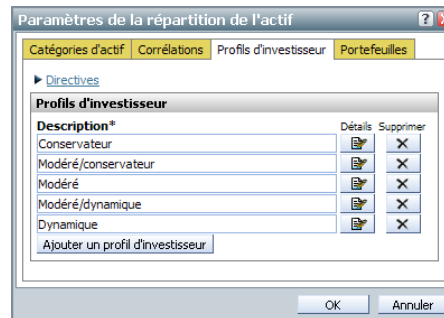 Paramètres de la répartition de l'actif ?
Catégories d'actif Corrélations Profils d'investisseur Portefeuilles
Directives
Profils d'investisseur
Description* Détails Supprimer
Conservateur
Modéré/conservateur
Modéré
Modéré/dynamique
Dynamique
Ajouter un profil d'investisseur
OK Annuler